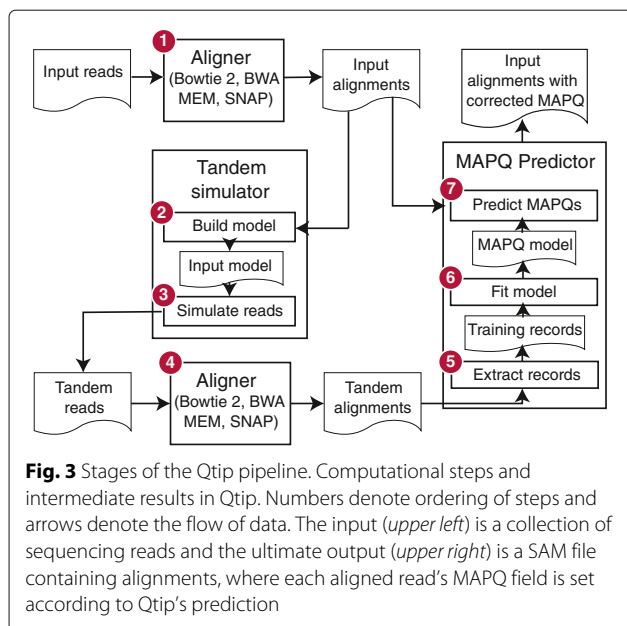 1
Input reads
Aligner
(Bowtie 2, BWA
MEM, SNAP)
Input
alignments
Input
alignments with
corrected MAPQ
Tandem
simulator
2
Build model
Input model
3
Simulate reads
MAPQ Predictor
7
Predict MAPQs
MAPQ model
6
Fit model
Training records
5
Extract records
Tandem
reads
4
Aligner
(Bowtie 2, BWA
MEM, SNAP)
Tandem
alignments
Fig. 3 Stages of the Qtip pipeline. Computational steps and
intermediate results in Qtip. Numbers denote ordering of steps and
arrows denote the flow of data. The input (upper left) is a collection of
sequencing reads and the ultimate output (upper right) is a SAM file
containing alignments, where each aligned read's MAPQ field is set
according to Qtip's prediction